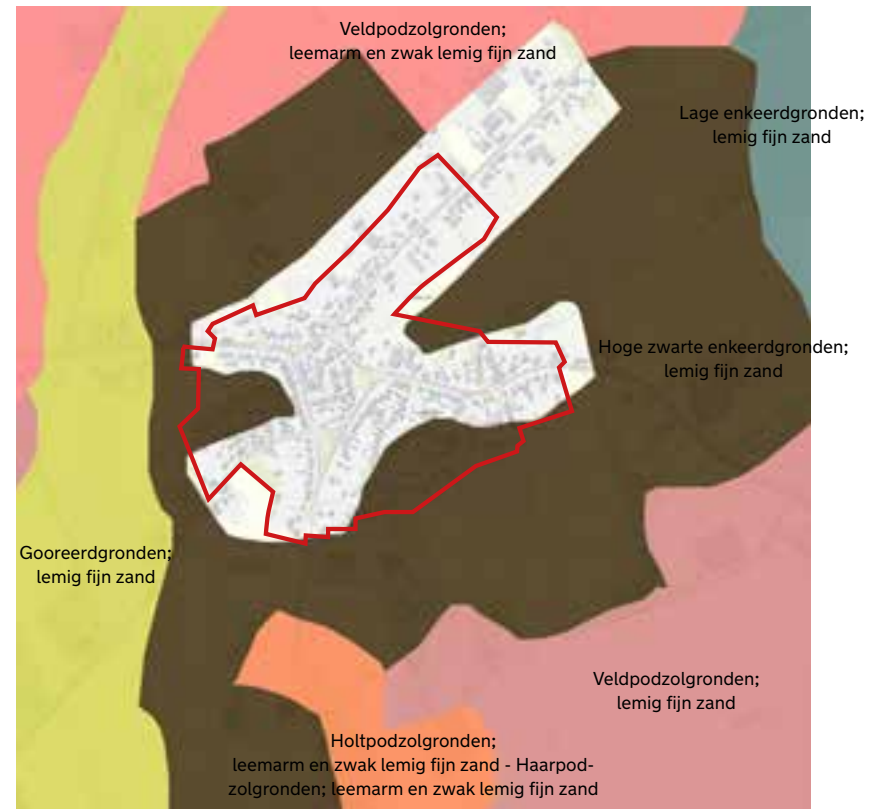 Veldpodzolgronden;
leemarm en zwak lemig fijn zand
Lage enkeerdgronden;
lemig fijn zand
Hoge zwarte enkeerdgronden;
lemig fijn zand
Gooreerdgronden;
lemig fijn zand
Veldpodzolgronden;
lemig fijn zand
Holtpodzolgronden;
leemarm en zwak lemig fijn zand - Haarpod-
zolgronden; leemarm en zwak lemig fijn zand